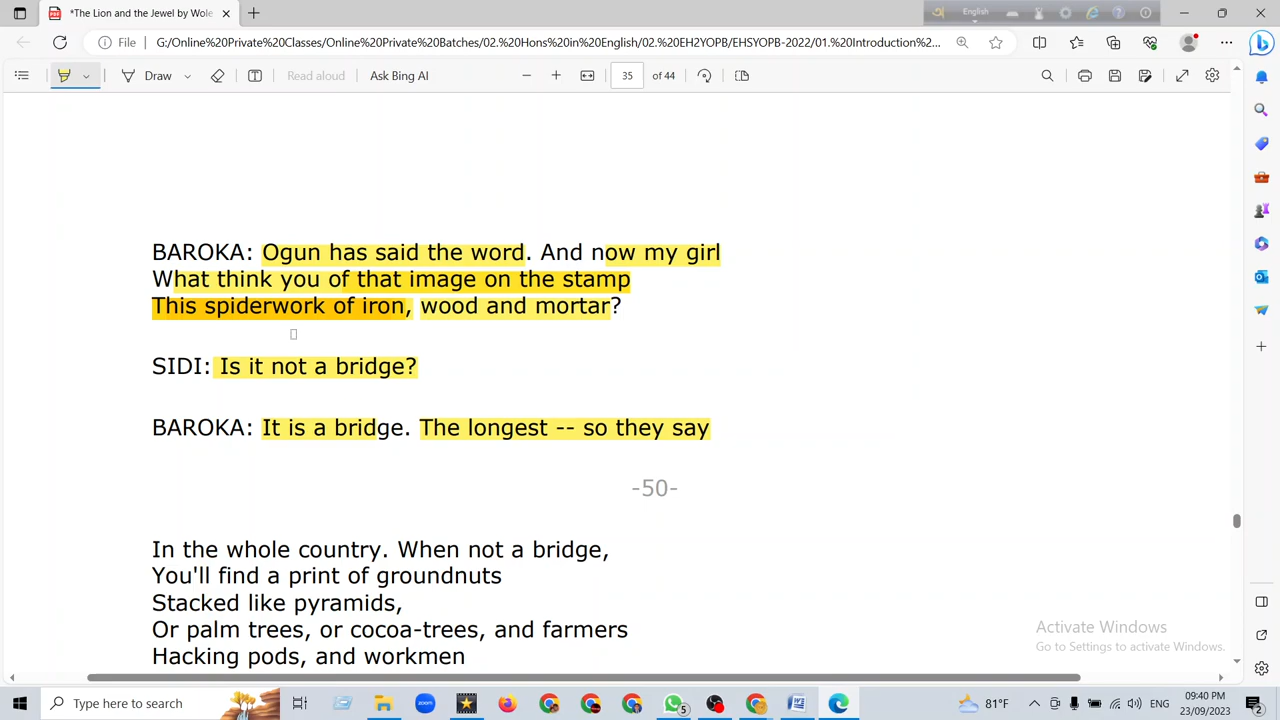 *The Lion and the Jewel by Wole
English
File
G:/Online%20Private%20Classes/Online%20Private%20Batches/02.%20Hons%20in%20English/02.%20EH2YOPB/EHSYOPB-2022/01.%20Introduction%2...
Draw
Read aloud
Ask Bing AI
35 of 44
BAROKA: Ogun has said the word. And now my girl
What think you of that image on the stamp
This spiderwork of iron, wood and mortar?
SIDI: Is it not a bridge?
BAROKA: It is a bridge. The longest -- so they say
-50-
In the whole country. When not a bridge,
You'll find a print of groundnuts
Stacked like pyramids,
Or palm trees, or cocoa-trees, and farmers
Hacking pods, and workmen
Activate Windows
Go to Settings to activate Windows.
Type here to search
zoom
5
81°F
ENG
09:40 PM
23/09/2023
2